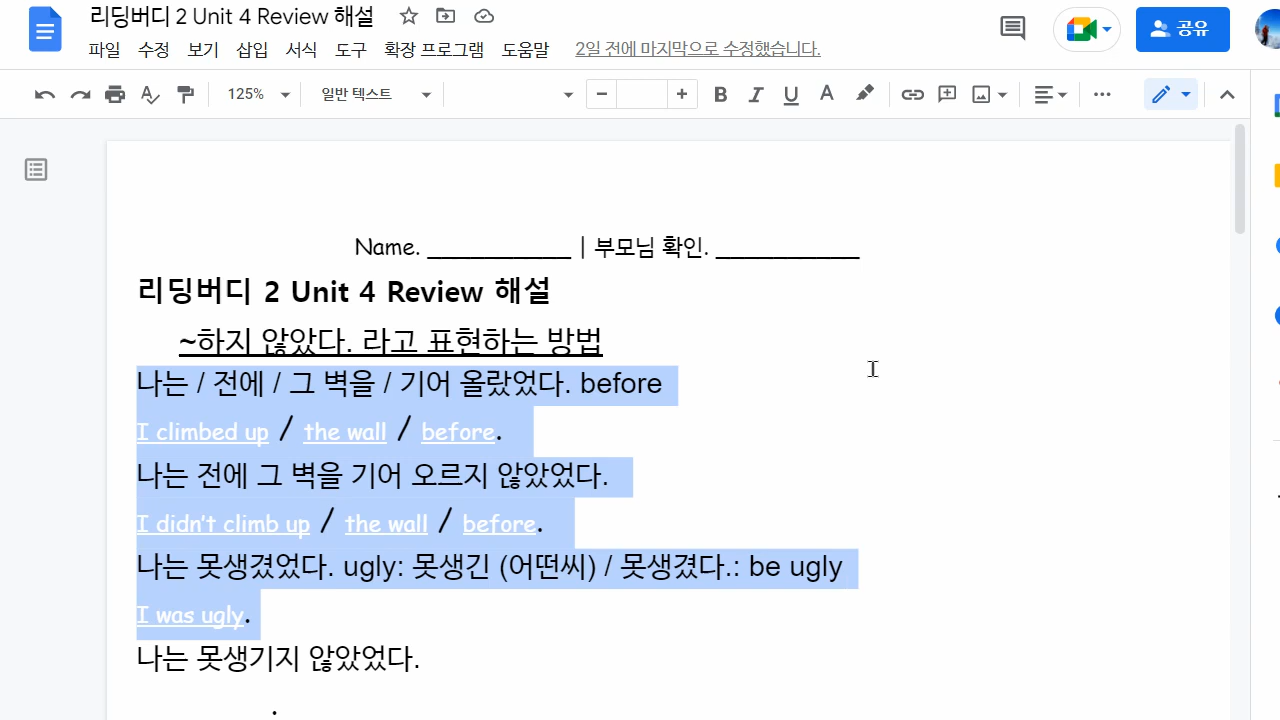 리딩버디 2 Unit 4 Review 해설
파일 수정 보기 삽입 서식 도구 확장 프로그램 도움말 2일 전에 마지막으로 수정했습니다.
공유
125% 일반 텍스트 − + B I U A
Name. ___________ | 부모님 확인. ___________
리딩버디 2 Unit 4 Review 해설
~하지 않았다. 라고 표현하는 방법
나는 / 전에 / 그 벽을 / 기어 올랐었다. before
I climbed up / the wall / before.
나는 전에 그 벽을 기어 오르지 않았었다.
I didn't climb up / the wall / before.
나는 못생겼었다. ugly: 못생긴 (어떤씨) / 못생겼다.: be ugly
I was ugly.
나는 못생기지 않았었다.
.